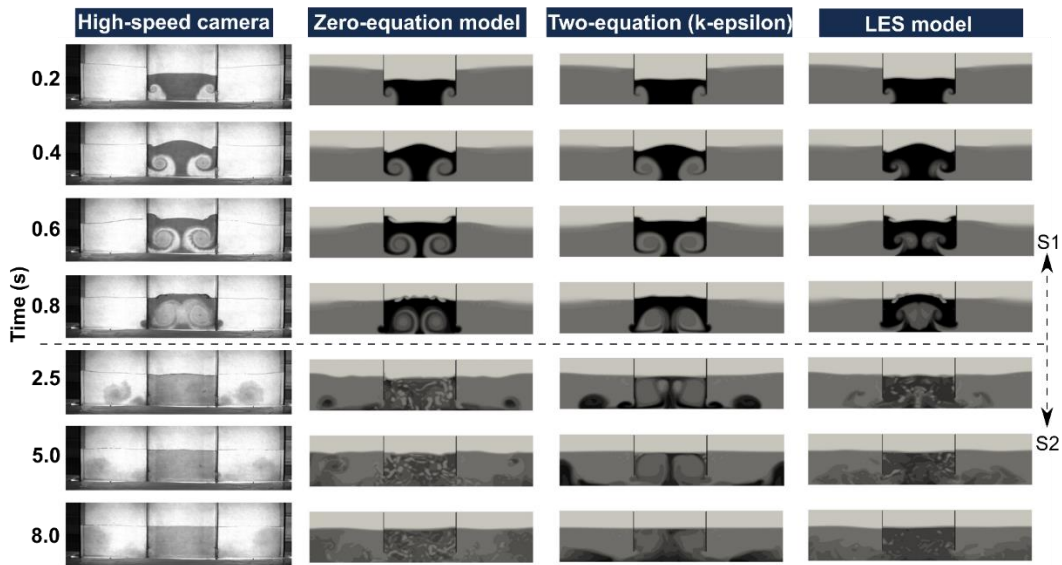 High-speed camera
Zero-equation model
Two-equation (k-epsilon)
LES model
Time (s)
0.2
0.4
0.6
0.8
2.5
5.0
8.0
S1
S2